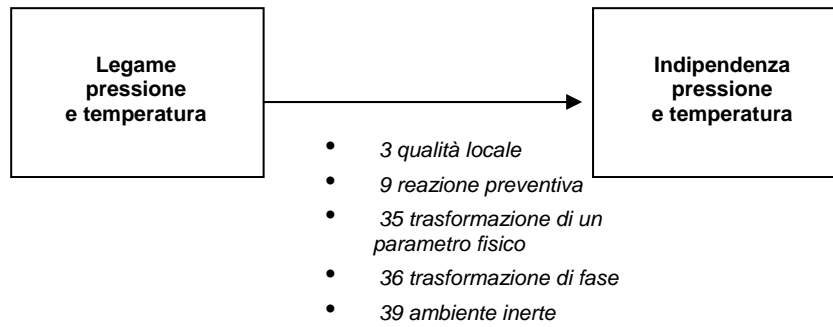 Legame
pressione
e temperatura
Indipendenza
pressione
e temperatura
• 3 qualità locale
• 9 reazione preventiva
• 35 trasformazione di un
parametro fisico
• 36 trasformazione di fase
• 39 ambiente inerte